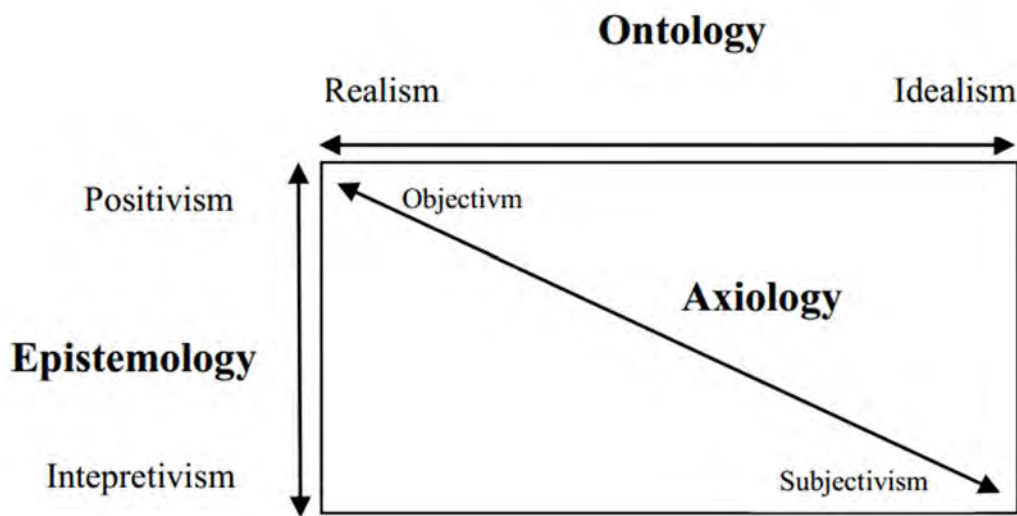 Ontology
Realism Idealism
Positivism
Objectivm
Axiology
Epistemology
Intepretivism
Subjectivism